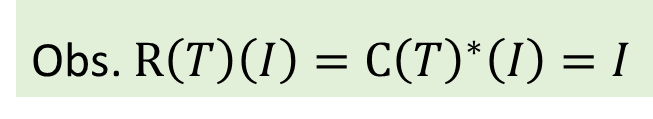 Obs. R(T)(I) = C(T)*(I) = I